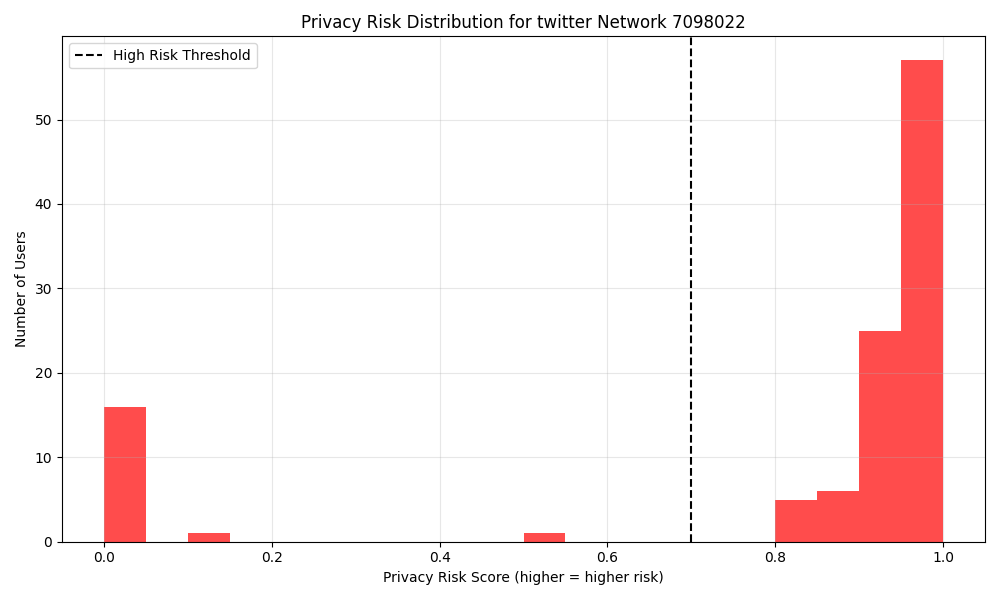 Privacy Risk Distribution for twitter Network 7098022
High Risk Threshold
Number of Users
50
40
30
20
10
0
0.0 0.2 0.4 0.6 0.8 1.0
Privacy Risk Score (higher = higher risk)